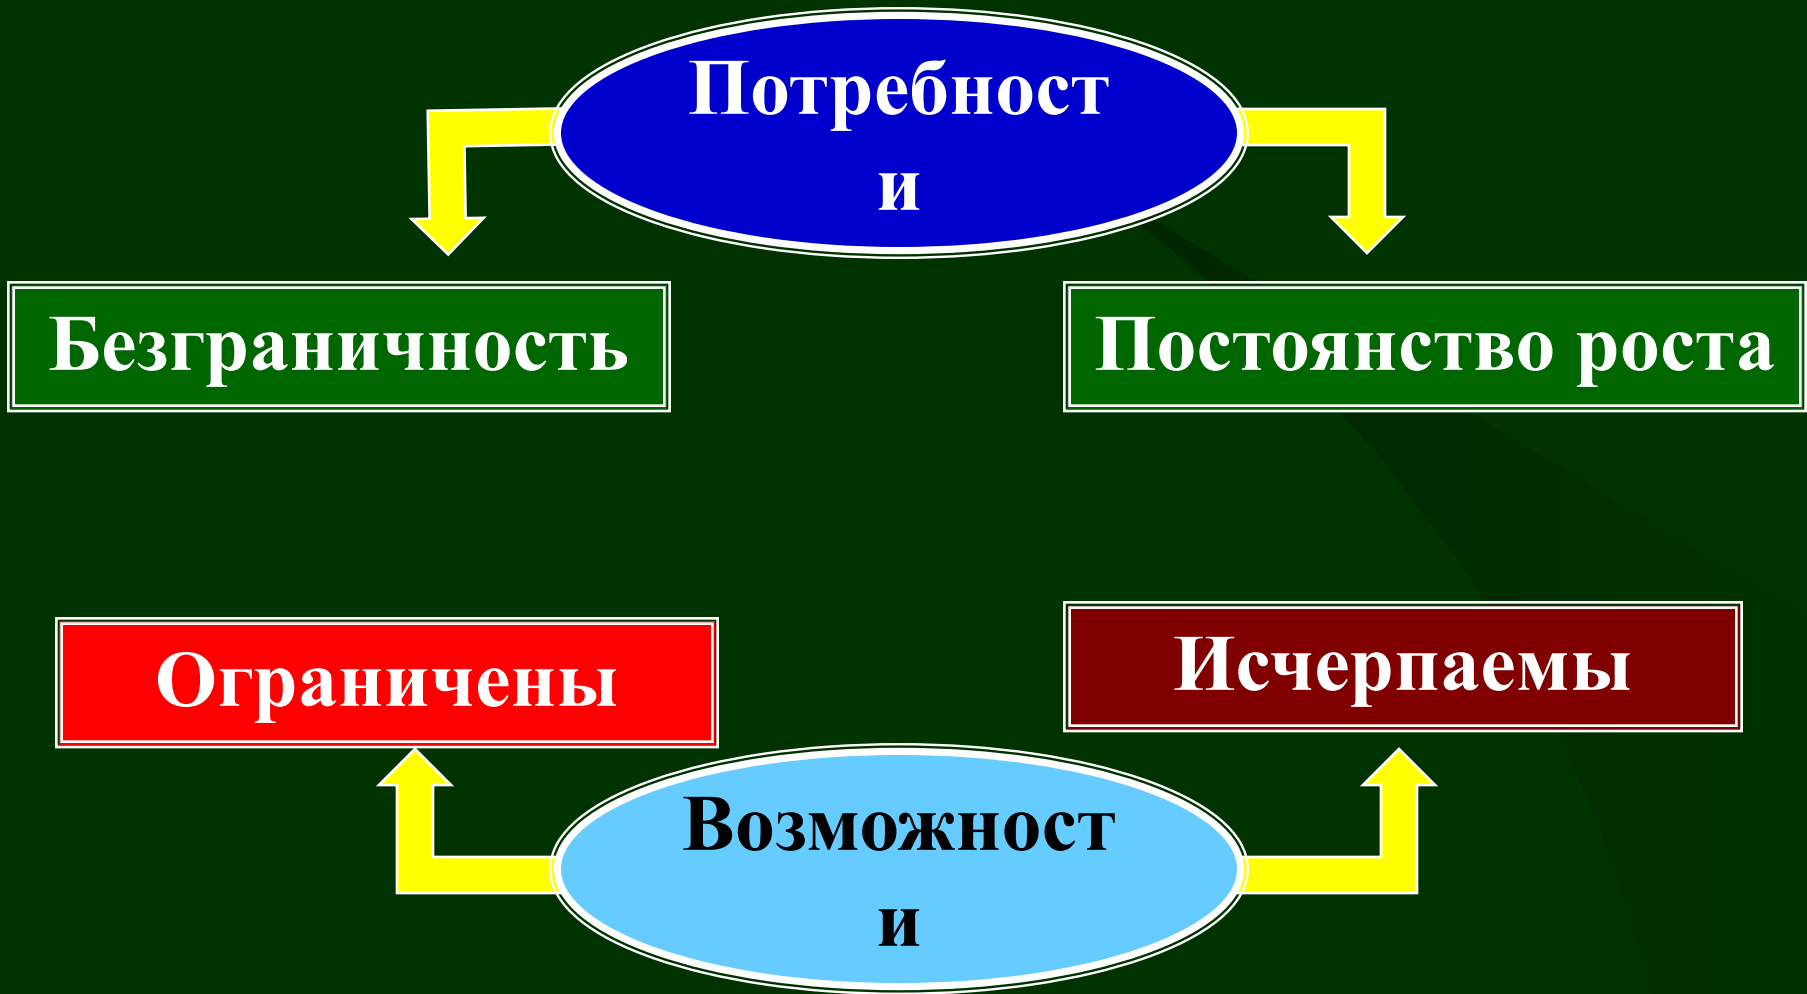 Потребност
и
Безграничность
Постоянство роста
Ограничены
Исчерпаемы
Возможност
и